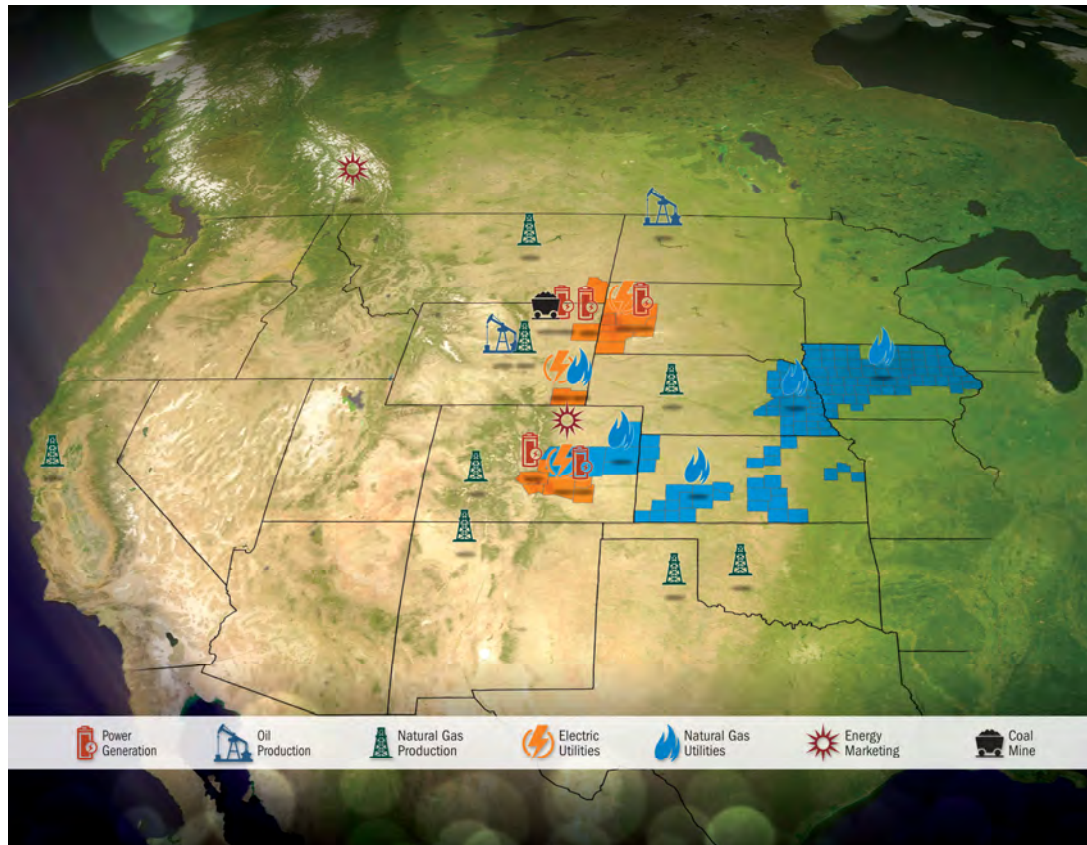 Power
Generation
Oil
Production
Natural Gas
Production
Electric
Utilities
Natural Gas
Utilities
Energy
Marketing
Coal
Mine